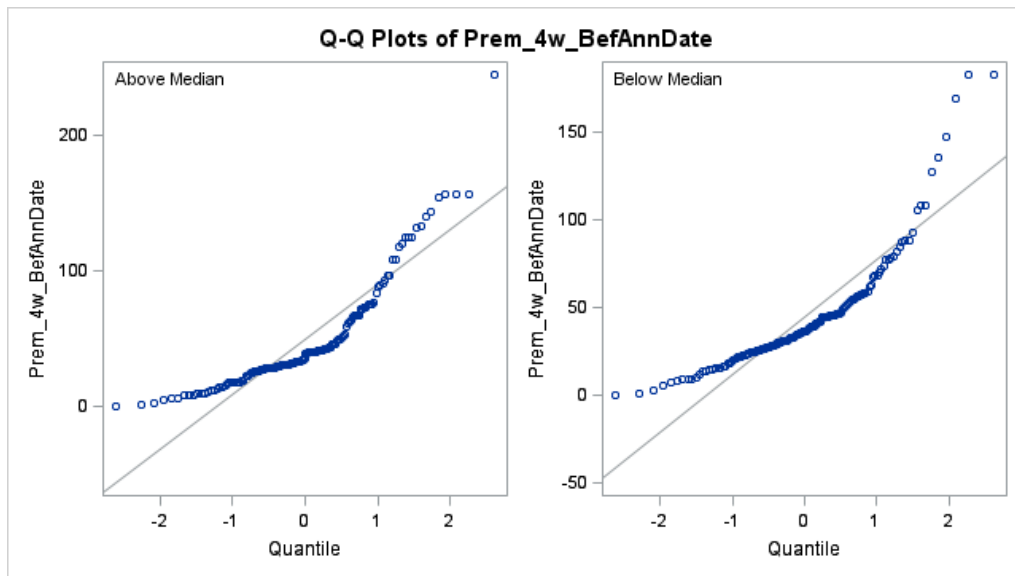 Q-Q Plots of Prem_4w_BefAnnDate
Above Median
Prem_4w_BefAnnDate
200
100
0
-2 -1 0 1 2
Quantile
Below Median
Prem_4w_BefAnnDate
150
100
50
0
-50
-2 -1 0 1 2
Quantile